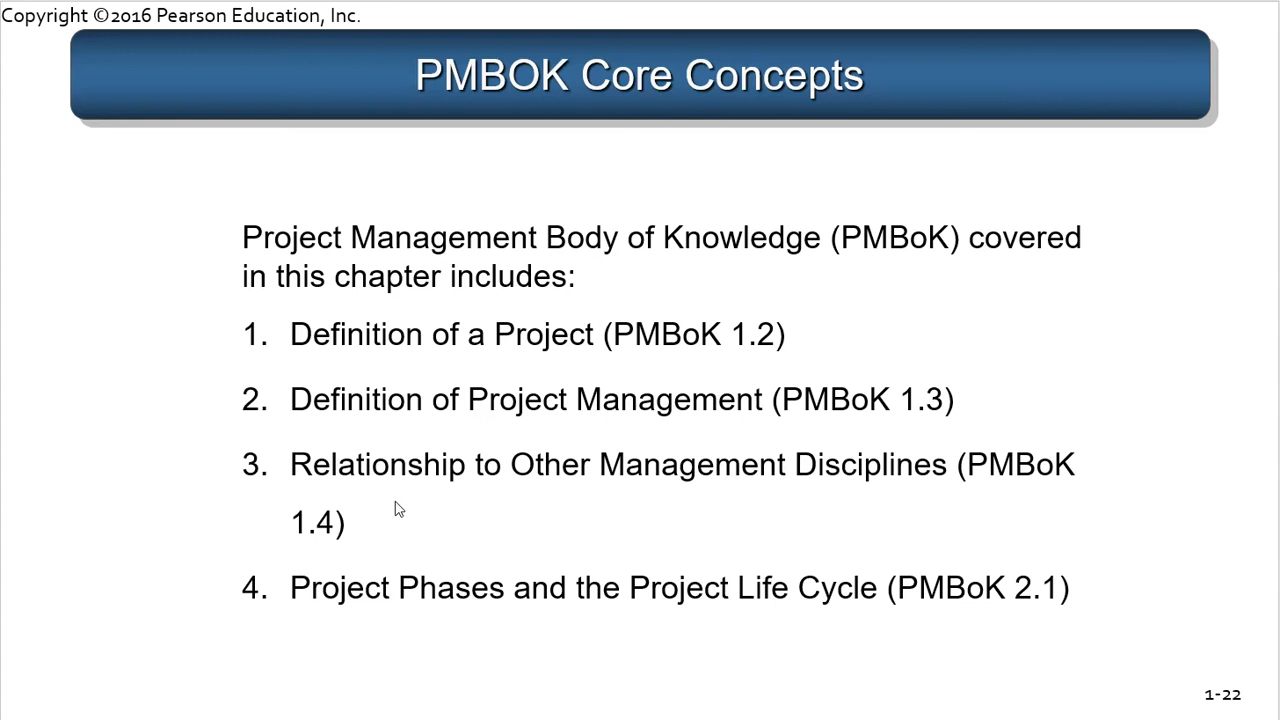 Copyright ©2016 Pearson Education, Inc.
PMBOK Core Concepts
Project Management Body of Knowledge (PMBoK) covered
in this chapter includes:
1. Definition of a Project (PMBoK 1.2)
2. Definition of Project Management (PMBoK 1.3)
3. Relationship to Other Management Disciplines (PMBoK
1.4)
4. Project Phases and the Project Life Cycle (PMBoK 2.1)
1-22